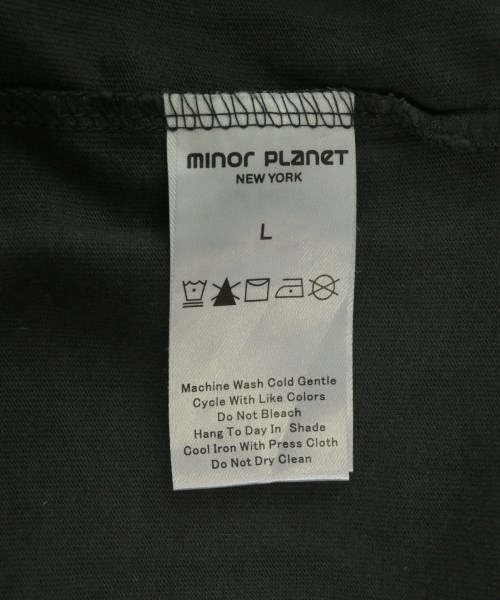 minor planet
NEW YORK
L
Machine Wash Cold Gentle
Cycle With Like Colors
Do Not Bleach
Hang To Day In Shade
Cool Iron With Press Cloth
Do Not Dry Clean